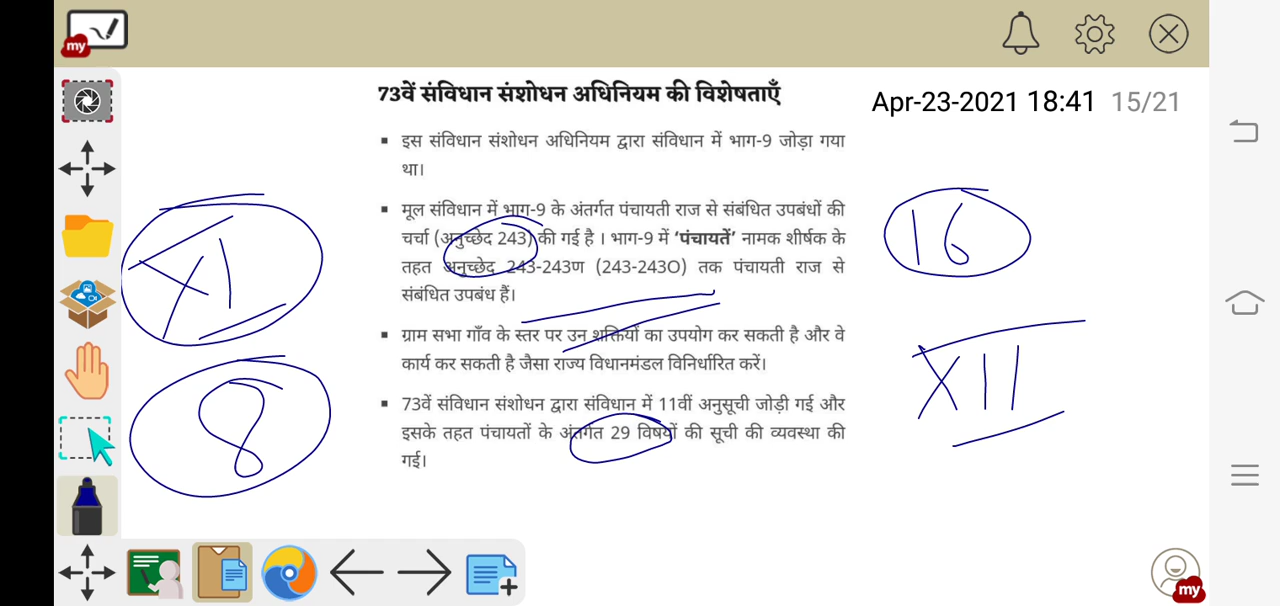 my
73वें संविधान संशोधन अधिनियम की विशेषताएँ
Apr-23-2021 18:41 15/21
▪ इस संविधान संशोधन अधिनियम द्वारा संविधान में भाग-9 जोड़ा गया
था।
▪ मूल संविधान में भाग-9 के अंतर्गत पंचायती राज से संबंधित उपबंधों की
चर्चा (अनुच्छेद 243) की गई है । भाग-9 में ‘पंचायतें’ नामक शीर्षक के
तहत अनुच्छेद 243-243ण (243-243O) तक पंचायती राज से
संबंधित उपबंध हैं।
▪ ग्राम सभा गाँव के स्तर पर उन शक्तियों का उपयोग कर सकती है और वे
कार्य कर सकती है जैसा राज्य विधानमंडल विनिर्धारित करें।
▪ 73वें संविधान संशोधन द्वारा संविधान में 11वीं अनुसूची जोड़ी गई और
इसके तहत पंचायतों के अंतर्गत 29 विषयों की सूची की व्यवस्था की
गई।
XI
8
16
XII
my